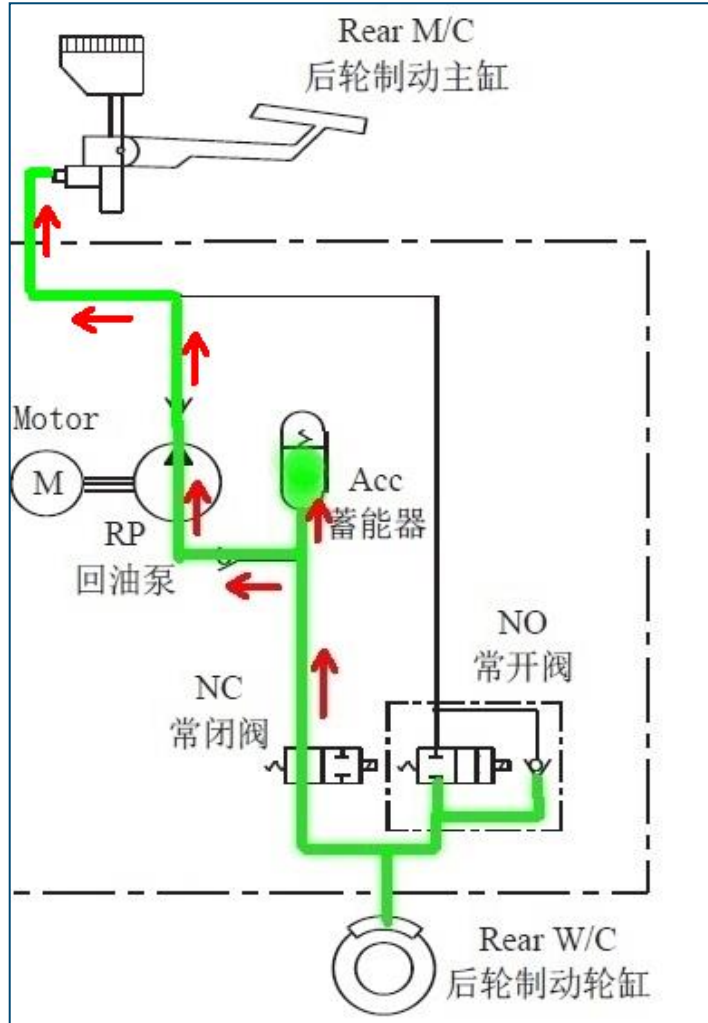 Rear M/C
后轮制动主缸
Motor
M
RP
回油泵
Acc
蓄能器
NO
常开阀
NC
常闭阀
Rear W/C
后轮制动轮缸